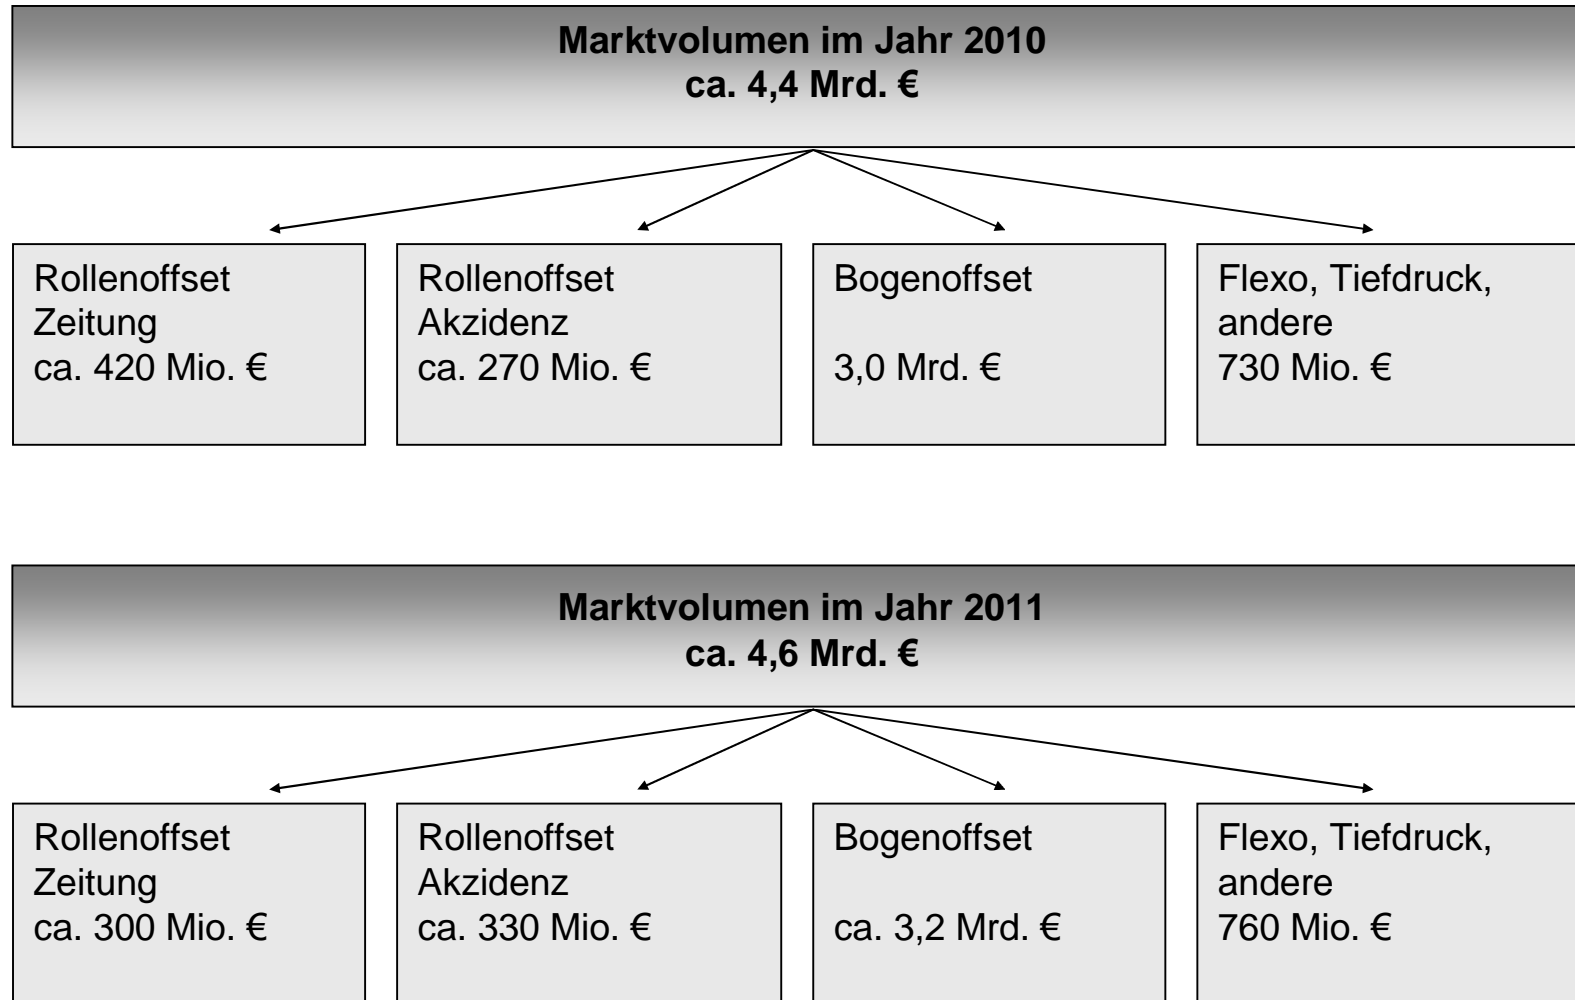 Marktvolumen im Jahr 2010
ca. 4,4 Mrd. €
Rollenoffset
Zeitung
ca. 420 Mio. €
Rollenoffset
Akzidenz
ca. 270 Mio. €
Bogenoffset
3,0 Mrd. €
Flexo, Tiefdruck,
andere
730 Mio. €
Marktvolumen im Jahr 2011
ca. 4,6 Mrd. €
Rollenoffset
Zeitung
ca. 300 Mio. €
Rollenoffset
Akzidenz
ca. 330 Mio. €
Bogenoffset
ca. 3,2 Mrd. €
Flexo, Tiefdruck,
andere
760 Mio. €